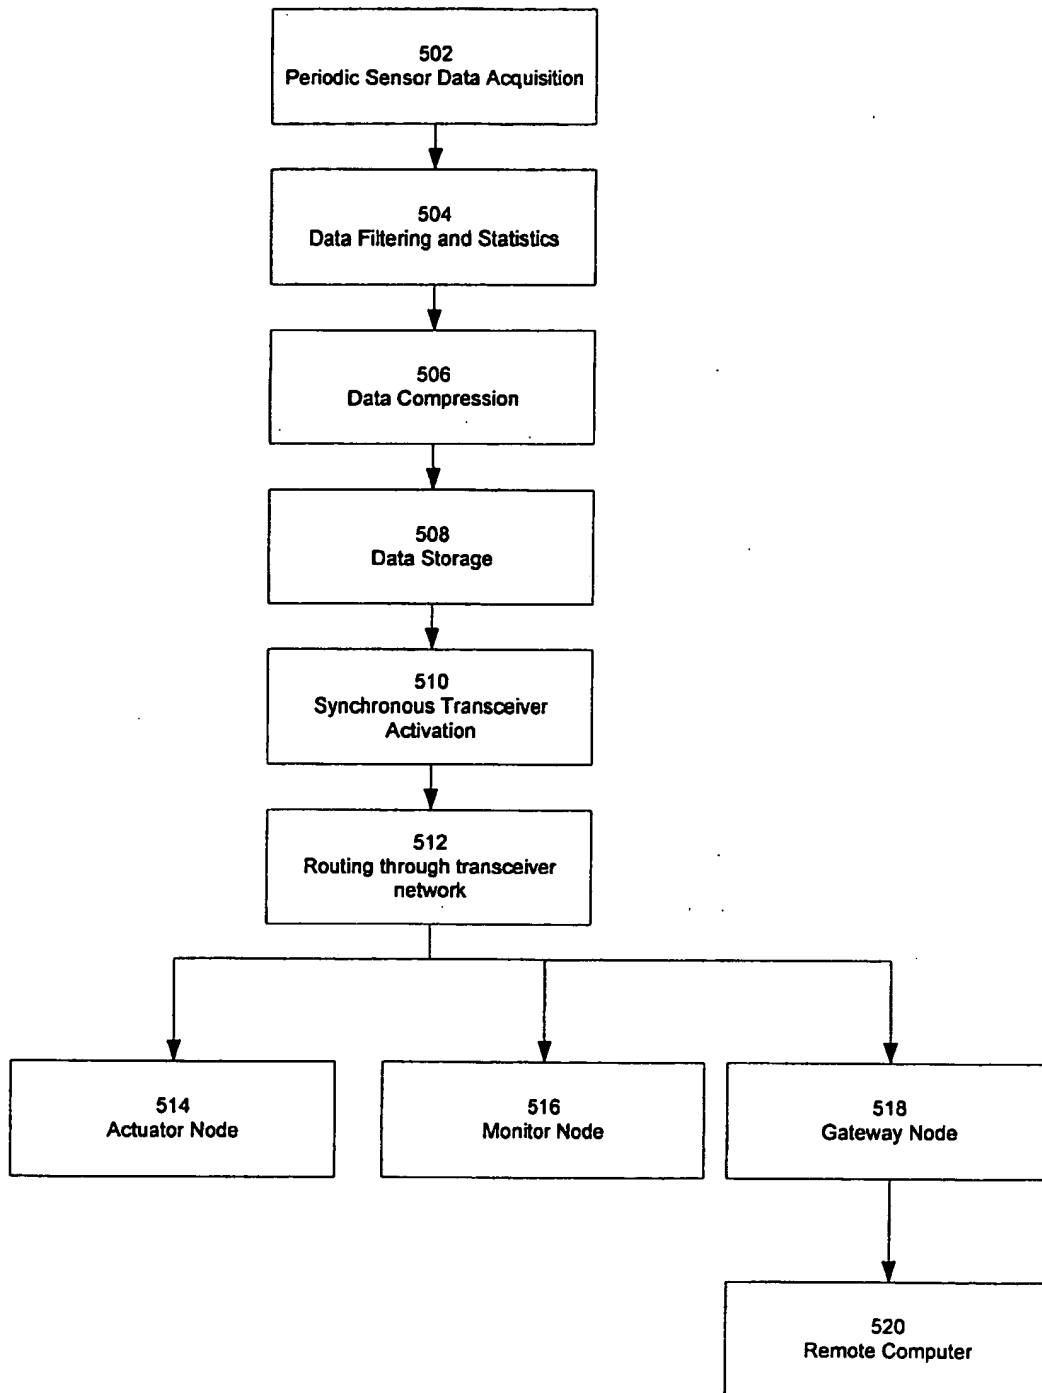 502
Periodic Sensor Data Acquisition
504
Data Filtering and Statistics
506
Data Compression
508
Data Storage
510
Synchronous Transceiver
Activation
512
Routing through transceiver
network
514
Actuator Node
516
Monitor Node
518
Gateway Node
520
Remote Computer